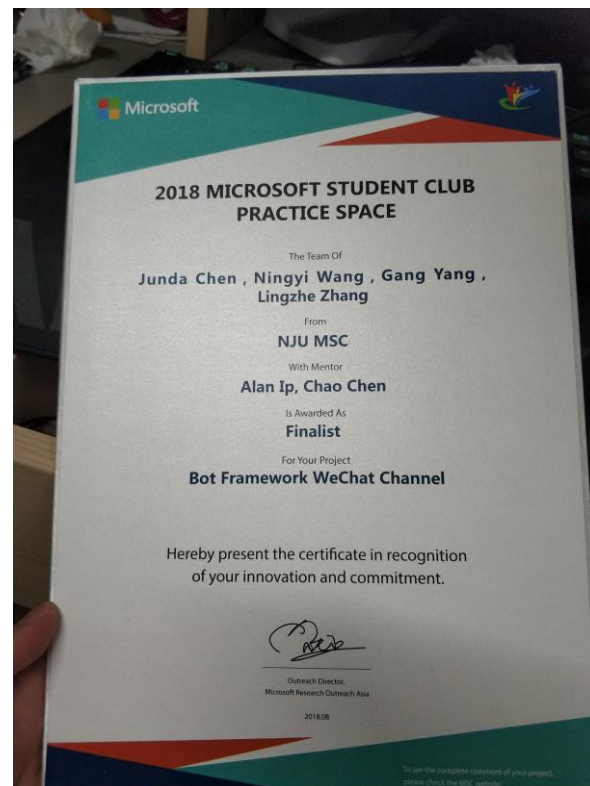 Microsoft
2018 MICROSOFT STUDENT CLUB
PRACTICE SPACE
The Team Of
Junda Chen , Ningyi Wang , Gang Yang ,
Lingzhe Zhang
From
NJU MSC
With Mentor
Alan Ip, Chao Chen
Is Awarded As
Finalist
For Your Project
Bot Framework WeChat Channel
Hereby present the certificate in recognition
of your innovation and commitment.
Outreach Director,
Microsoft Research Outreach Asia
2018.08
To see the complete comment of your project,
please check the MSC website